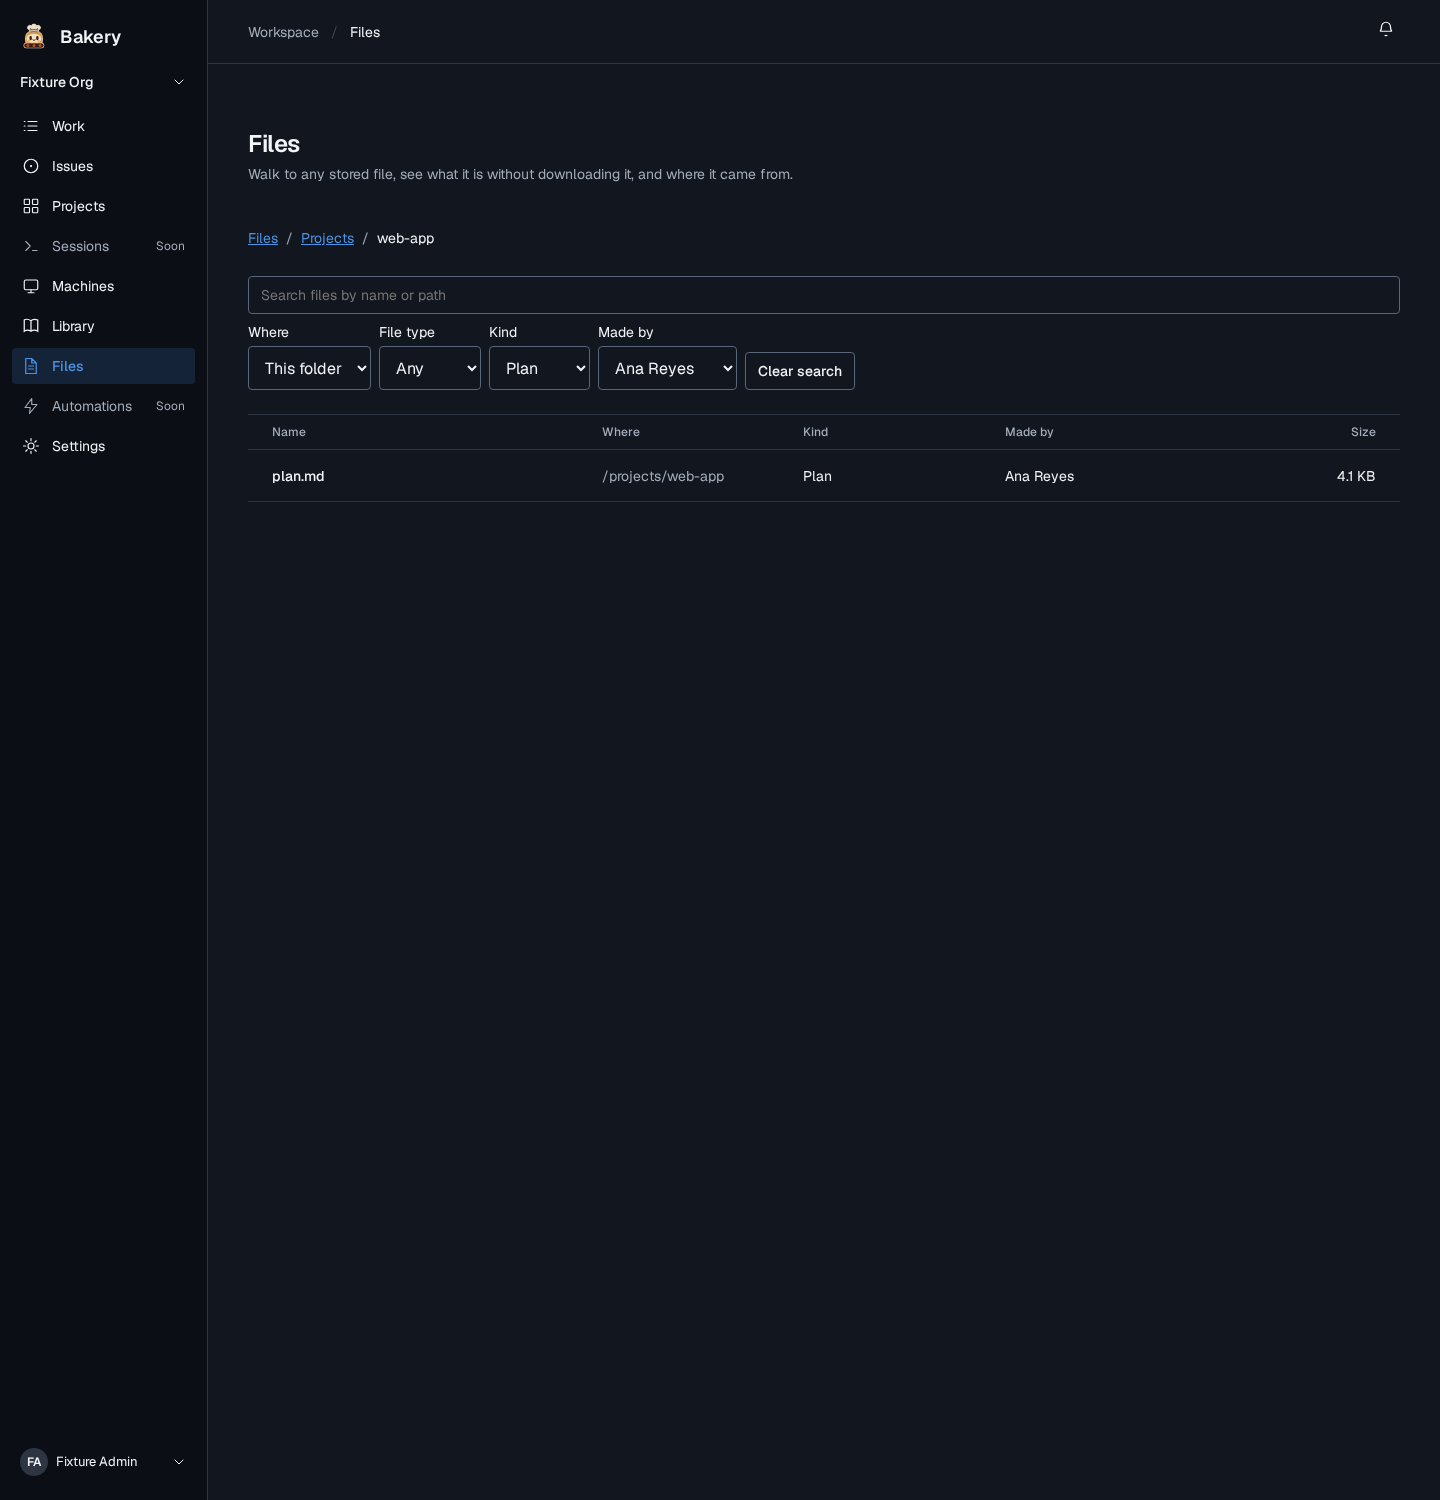 Bakery
Fixture Org
Work
Issues
Projects
Sessions Soon
Machines
Library
Files
Automations Soon
Settings
FA Fixture Admin
Workspace / Files
Files
Walk to any stored file, see what it is without downloading it, and where it came from.
Files / Projects / web-app
Search files by name or path
Where File type Kind Made by
This folder Any Plan Ana Reyes Clear search
Name Where Kind Made by Size
plan.md /projects/web-app Plan Ana Reyes 4.1 KB